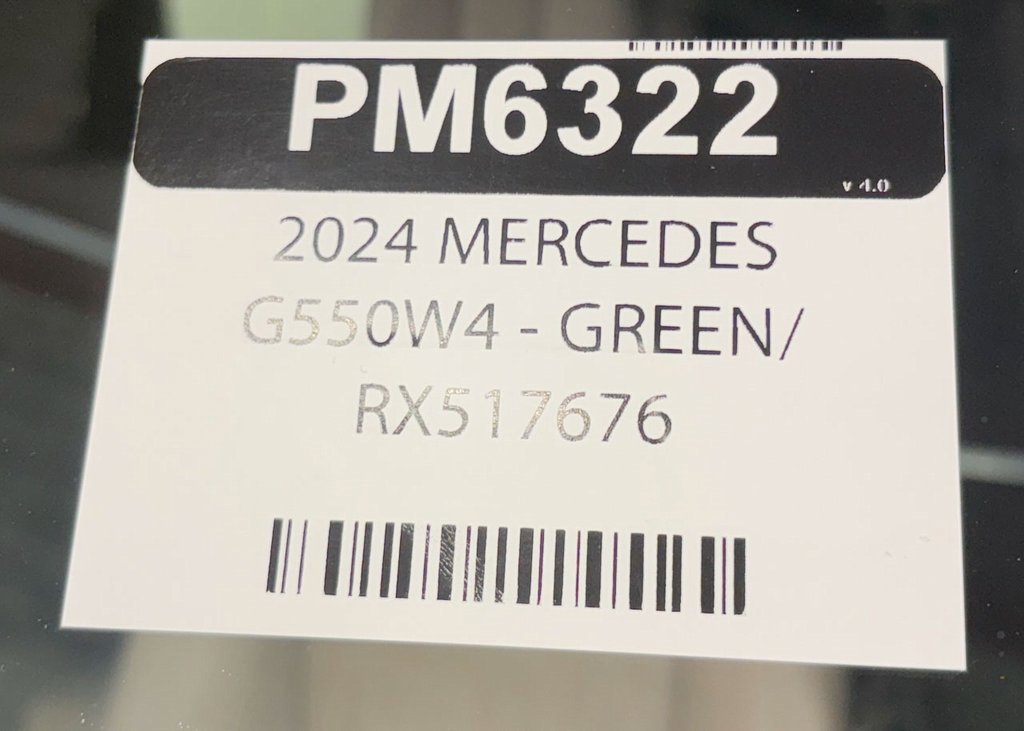 PM6322
v 4.0
2024 MERCEDES
G550W4 - GREEN/
RX517676